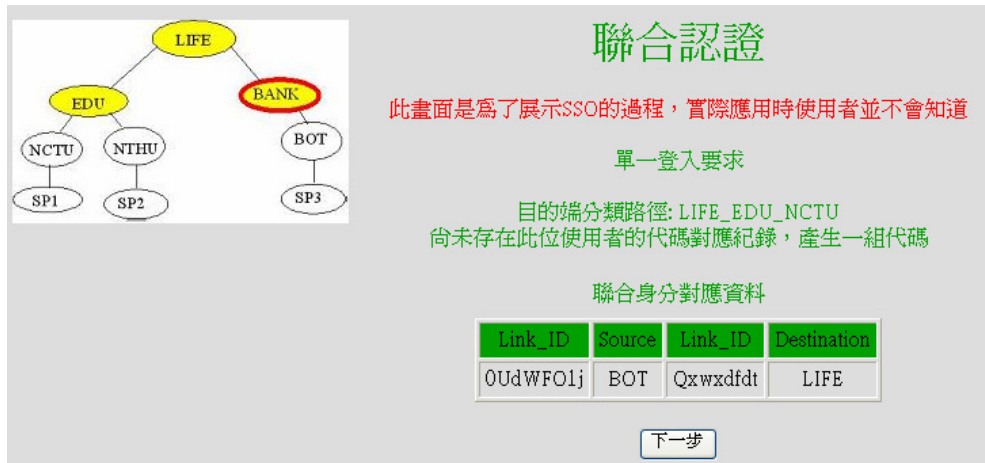 LIFE
EDU
BANK
NCTU
NTHU
BOT
SP1
SP2
SP3
聯合認證
此畫面是為了展示SSO的過程，實際應用時使用者並不會知道
單一登入要求
目的端分類路徑: LIFE_EDU_NCTU
尚未存在此位使用者的代碼對應紀錄，產生一組代碼
聯合身分對應資料
Link_ID Source Link_ID Destination
0UdWFO1j BOT Qxwxdfdt LIFE
下一步